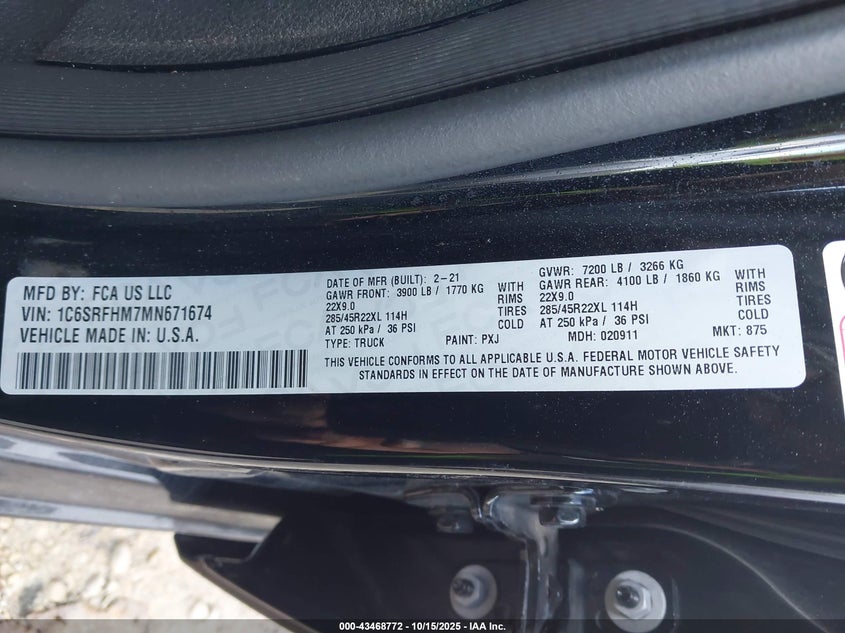 MFD BY: FCA US LLC
VIN: 1C6SRFHM7MN671674
VEHICLE MADE IN: U.S.A.
DATE OF MFR (BUILT): 2-21
GAWR FRONT: 3900 LB / 1770 KG WITH
22X9.0 RIMS
285/45R22XL 114H TIRES
AT 250 kPa / 36 PSI COLD
TYPE: TRUCK PAINT: PXJ
GVWR: 7200 LB / 3266 KG
GAWR REAR: 4100 LB / 1860 KG WITH
22X9.0 RIMS
285/45R22XL 114H TIRES
AT 250 kPa / 36 PSI COLD
MDH: 020911 MKT: 875
THIS VEHICLE CONFORMS TO ALL APPLICABLE U.S.A. FEDERAL MOTOR VEHICLE SAFETY
STANDARDS IN EFFECT ON THE DATE OF MANUFACTURE SHOWN ABOVE.
000-43468772 - 10/15/2025 - IAA Inc.